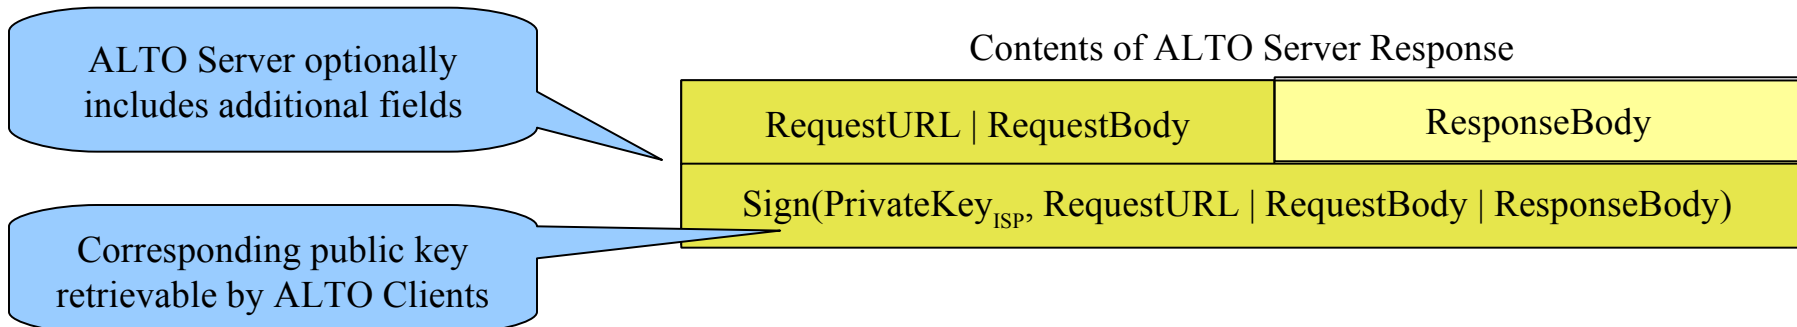 ALTO Server optionally
includes additional fields
Contents of ALTO Server Response
RequestURL | RequestBody
ResponseBody
Sign(PrivateKeyISP, RequestURL | RequestBody | ResponseBody)
Corresponding public key
retrievable by ALTO Clients